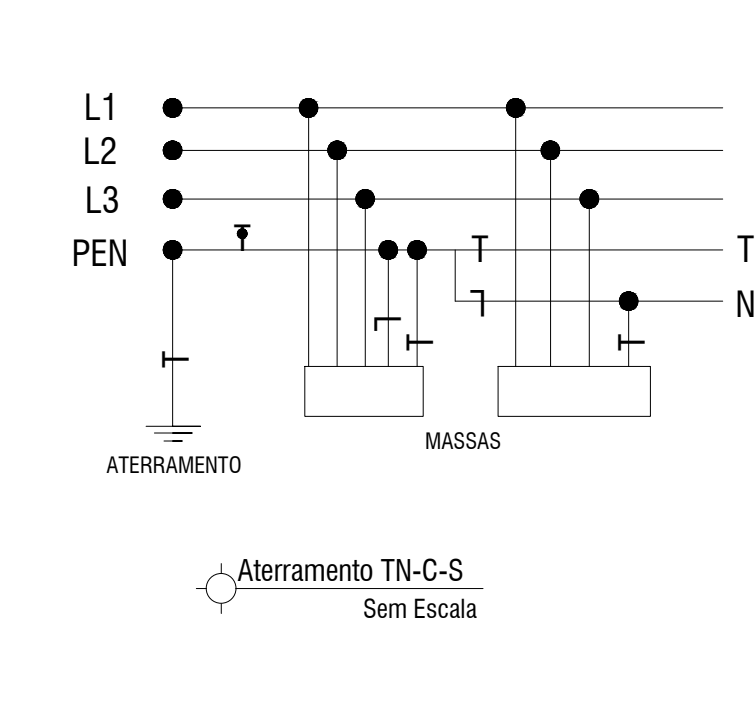 L1
L2
L3
PEN
T
N
MASSAS
ATERRAMENTO
Aterramento TN-C-S
Sem Escala